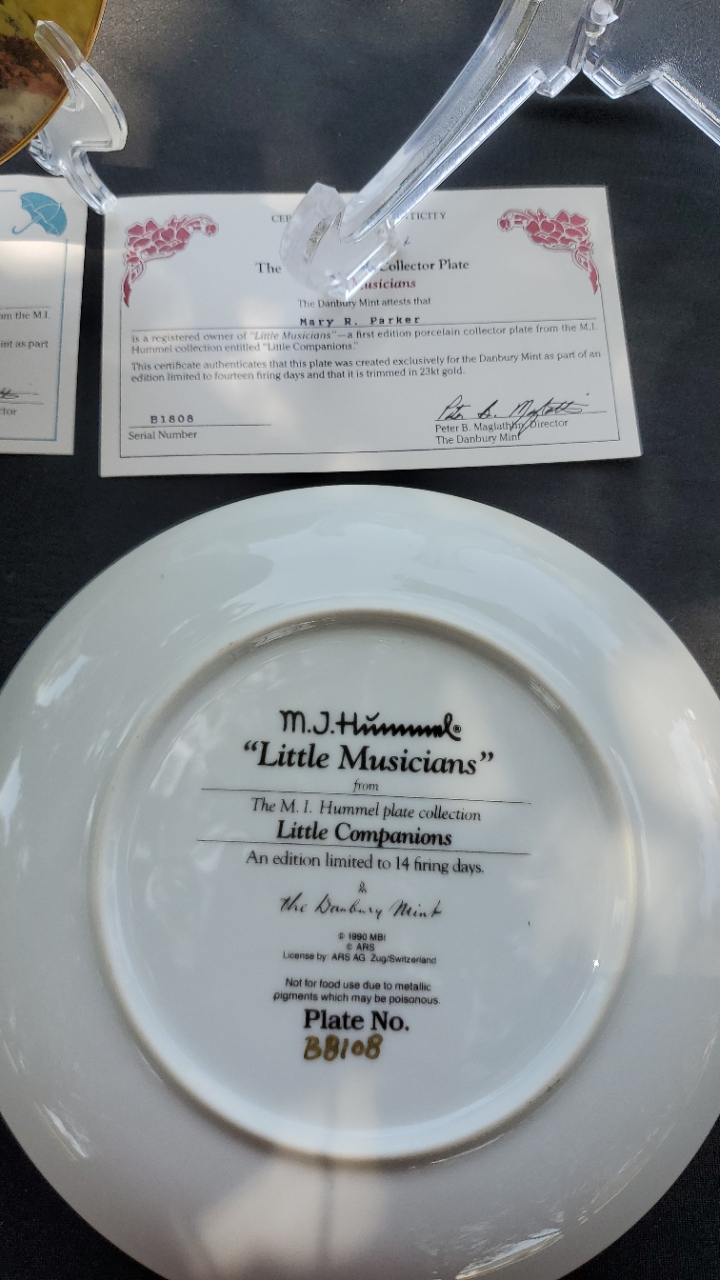 om the M.I.
int as part
ctor
CER TICITY
The Collector Plate
usicians
The Danbury Mint attests that
Mary R. Parker
is a registered owner of "Little Musicians"—a first edition porcelain collector plate from the M.I.
Hummel collection entitled "Little Companions."
This certificate authenticates that this plate was created exclusively for the Danbury Mint as part of an
edition limited to fourteen firing days and that it is trimmed in 23kt gold.
B1808
Serial Number
Peter B. Maglathlin, Director
The Danbury Mint
M.J.Hummel®
“Little Musicians”
from
The M. I. Hummel plate collection
Little Companions
An edition limited to 14 firing days.
the Danbury Mint
© 1990 MBI
© ARS
License by ARS AG Zug/Switzerland
Not for food use due to metallic
pigments which may be poisonous.
Plate No.
B8108